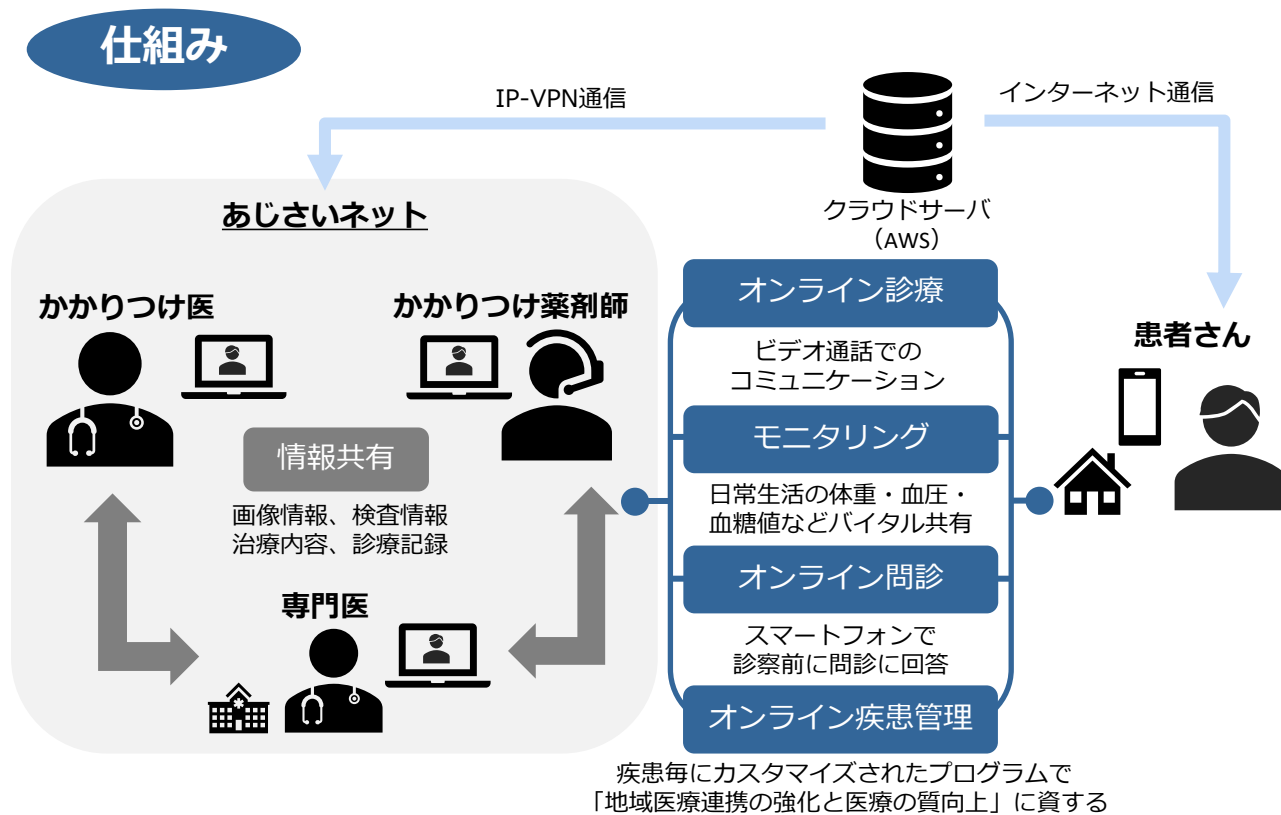 仕組み
IP-VPN通信
インターネット通信
クラウドサーバ
（AWS）
あじさいネット
かかりつけ医
かかりつけ薬剤師
情報共有
画像情報、検査情報
治療内容、診療記録
専門医
オンライン診療
ビデオ通話での
コミュニケーション
モニタリング
日常生活の体重・血圧・
血糖値などバイタル共有
オンライン問診
スマートフォンで
診察前に問診に回答
オンライン疾患管理
疾患毎にカスタマイズされたプログラムで
「地域医療連携の強化と医療の質向上」に資する
患者さん